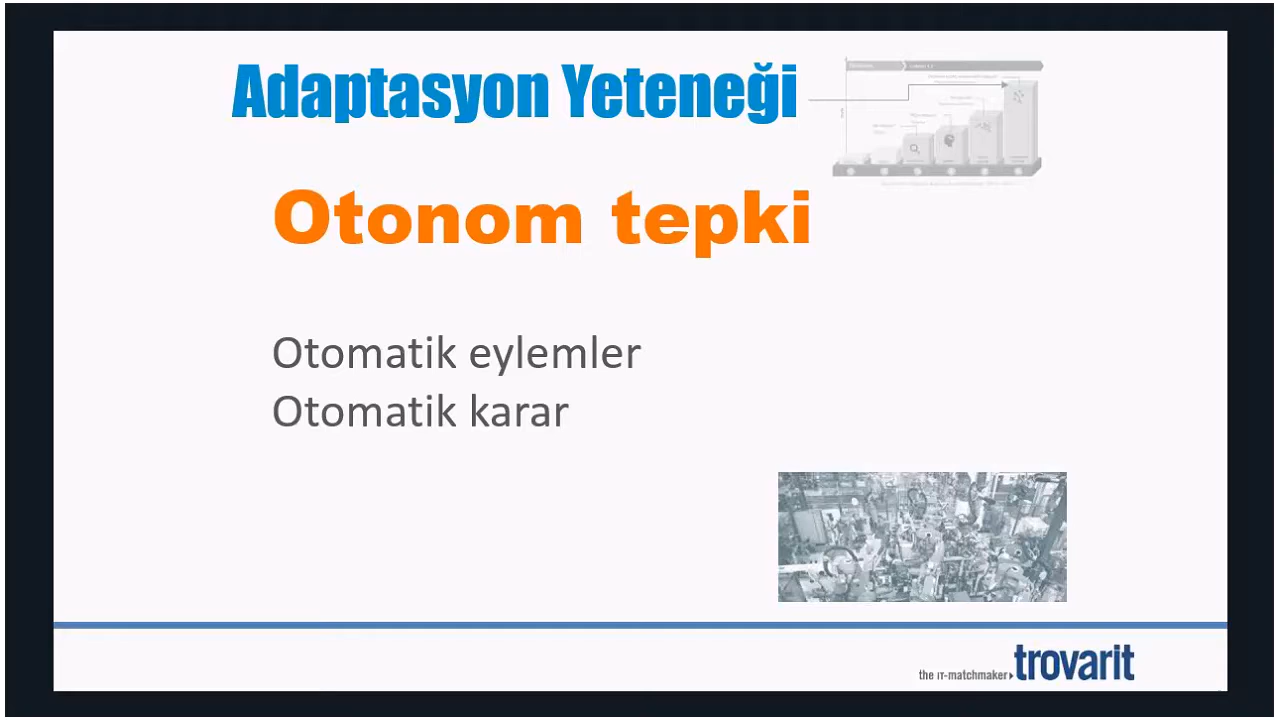 Adaptasyon Yeteneği
Otonom tepki
Otomatik eylemler
Otomatik karar
the IT-matchmaker trovarit